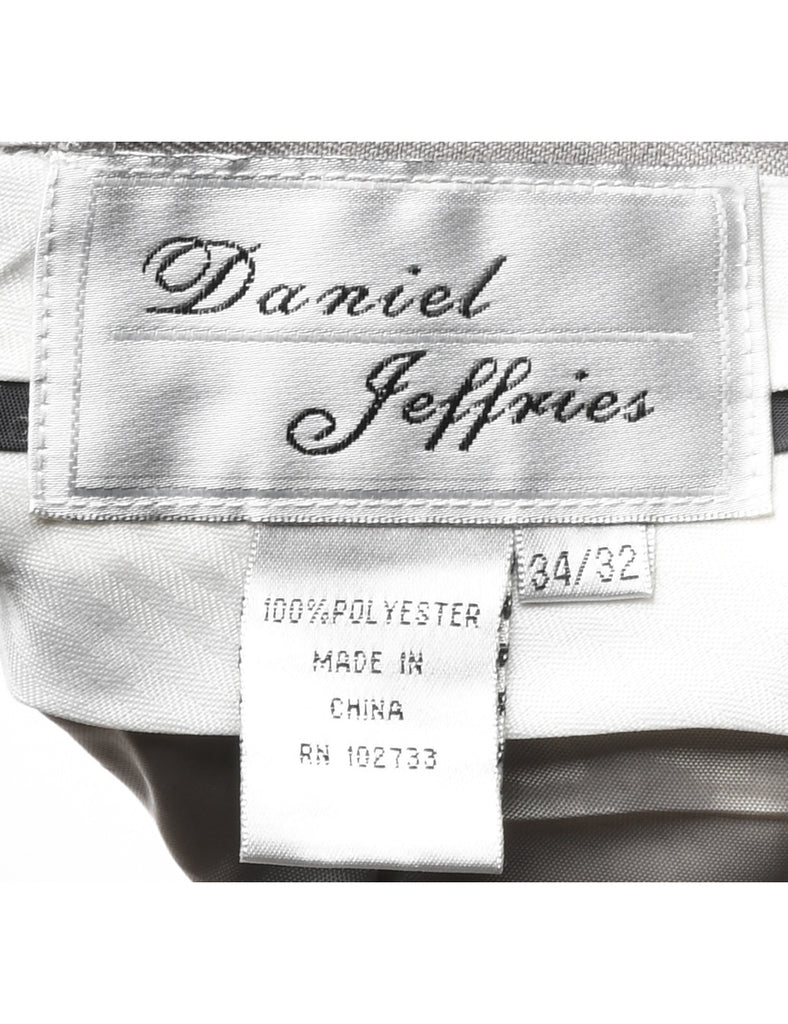 Daniel
Jeffries
34/32
100%POLYESTER
MADE IN
CHINA
RN 102733